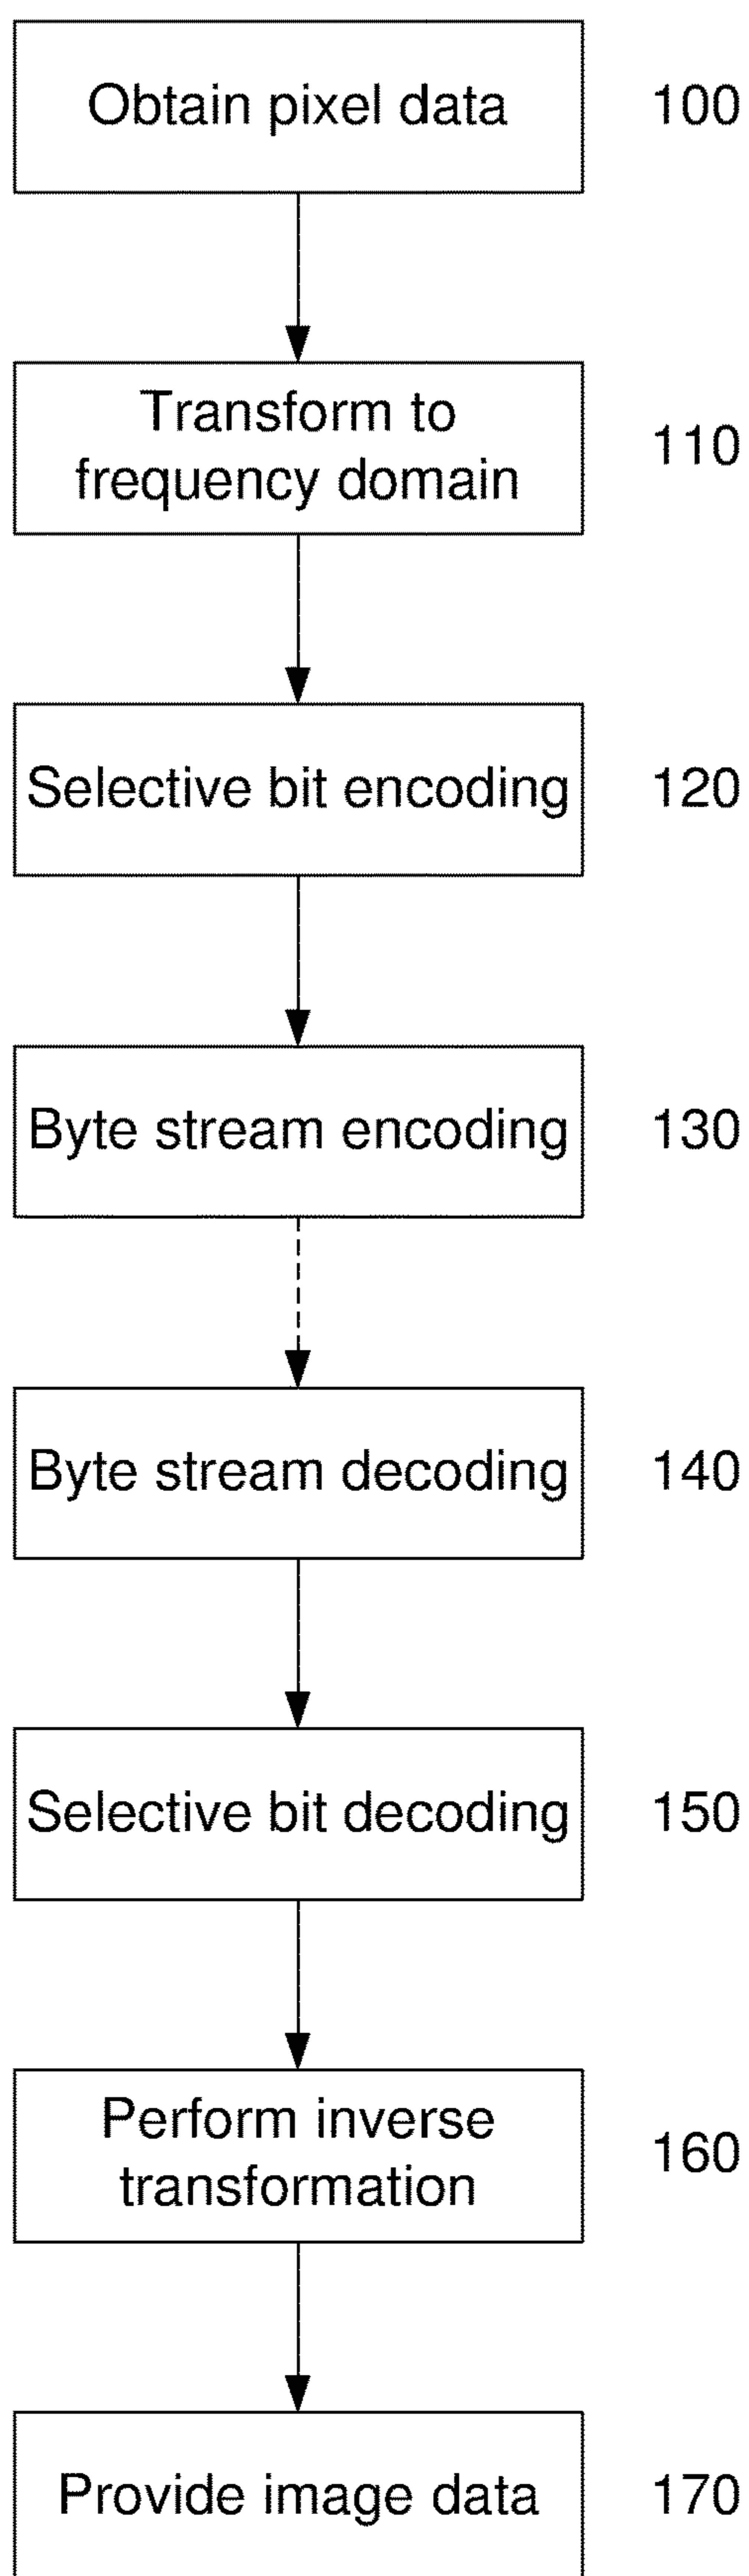 Obtain pixel data 100
Transform to
frequency domain 110
Selective bit encoding 120
Byte stream encoding 130
Byte stream decoding 140
Selective bit decoding 150
Perform inverse
transformation 160
Provide image data 170